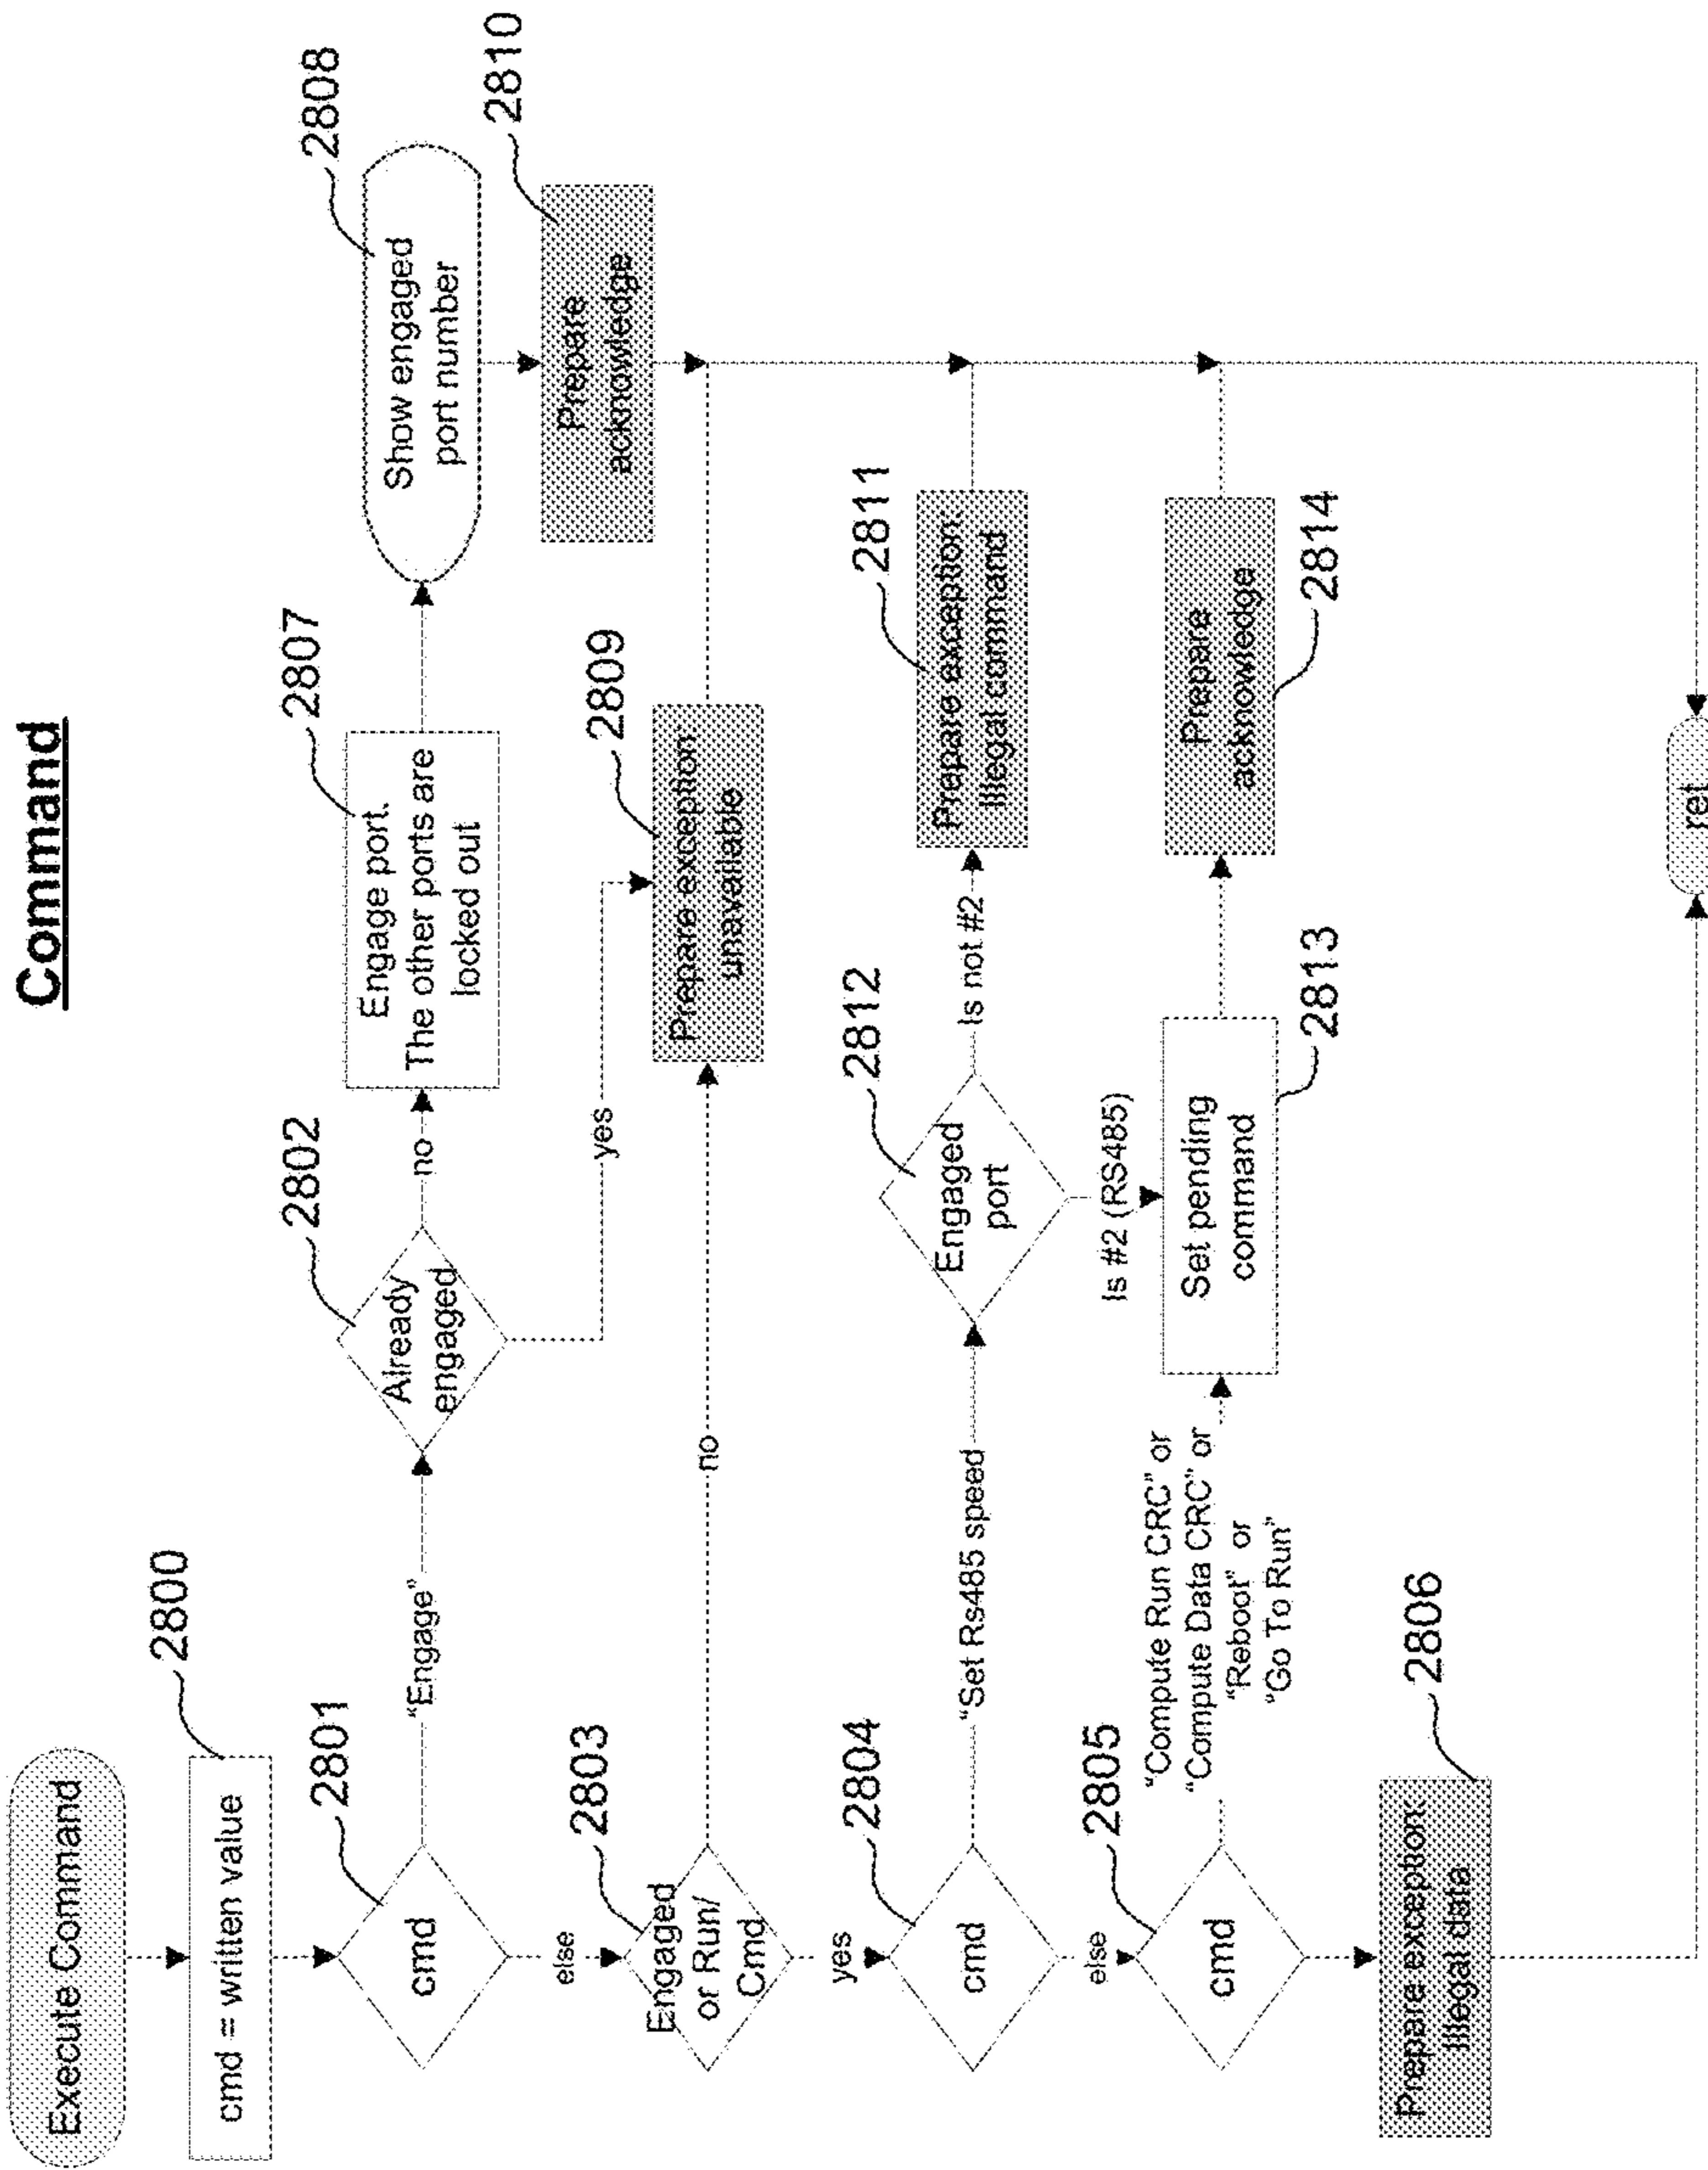 Command
Execute Command
2800
cmd = written value
2801
cmd
"Engage"
2802
Already
engaged
no
2807
Engage port.
The other ports are
locked out
2808
Show engaged
port number
2810
Prepare
acknowledge
yes
else
2803
Engaged
or Run/
Cmd
no
2809
Prepare exception
unavailable
yes
2804
cmd
"Set Rs485 speed
2812
Engaged
port
Is not #2
2811
Prepare exception:
Illegal command
Is #2 (RS485)
else
2805
cmd
"Compute Run CRC" or
"Compute Data CRC" or
"Reboot" or
"Go To Run"
Set pending
command
2813
Prepare
acknowledge
2814
2806
Prepare exception:
Illegal data
ret